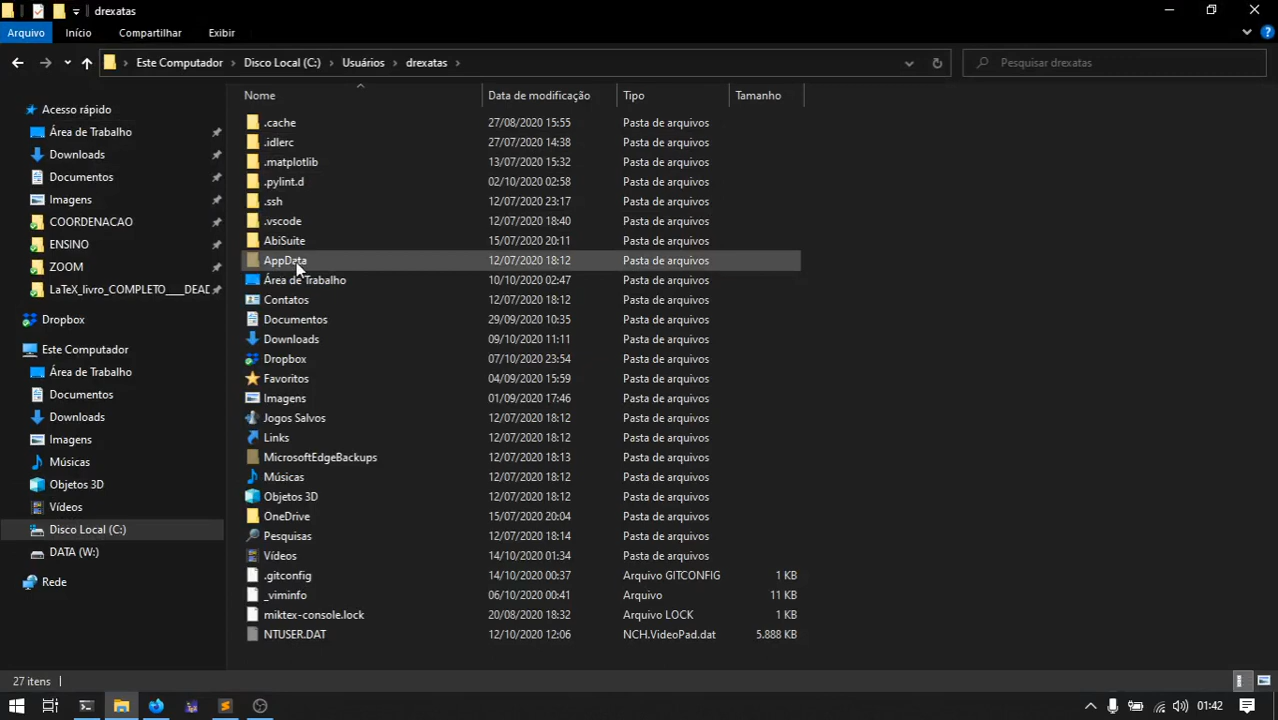 drexatas
Arquivo Início Compartilhar Exibir
Este Computador Disco Local (C:) Usuários drexatas Pesquisar drexatas
Acesso rápido
Área de Trabalho
Downloads
Documentos
Imagens
COORDENACAO
ENSINO
ZOOM
LaTeX_livro_COMPLETO___DEAD
Dropbox
Este Computador
Área de Trabalho
Documentos
Downloads
Imagens
Músicas
Objetos 3D
Vídeos
Disco Local (C:)
DATA (W:)
Rede
Nome Data de modificação Tipo Tamanho
.cache 27/08/2020 15:55 Pasta de arquivos
.idlerc 27/07/2020 14:38 Pasta de arquivos
.matplotlib 13/07/2020 15:32 Pasta de arquivos
.pylint.d 02/10/2020 02:58 Pasta de arquivos
.ssh 12/07/2020 23:17 Pasta de arquivos
.vscode 12/07/2020 18:40 Pasta de arquivos
AbiSuite 15/07/2020 20:11 Pasta de arquivos
AppData 12/07/2020 18:12 Pasta de arquivos
Área de Trabalho 10/10/2020 02:47 Pasta de arquivos
Contatos 12/07/2020 18:12 Pasta de arquivos
Documentos 29/09/2020 10:35 Pasta de arquivos
Downloads 09/10/2020 11:11 Pasta de arquivos
Dropbox 07/10/2020 23:54 Pasta de arquivos
Favoritos 04/09/2020 15:59 Pasta de arquivos
Imagens 01/09/2020 17:46 Pasta de arquivos
Jogos Salvos 12/07/2020 18:12 Pasta de arquivos
Links 12/07/2020 18:12 Pasta de arquivos
MicrosoftEdgeBackups 12/07/2020 18:13 Pasta de arquivos
Músicas 12/07/2020 18:12 Pasta de arquivos
Objetos 3D 12/07/2020 18:12 Pasta de arquivos
OneDrive 15/07/2020 20:04 Pasta de arquivos
Pesquisas 12/07/2020 18:14 Pasta de arquivos
Vídeos 14/10/2020 01:34 Pasta de arquivos
.gitconfig 14/10/2020 00:37 Arquivo GITCONFIG 1 KB
_viminfo 06/10/2020 00:41 Arquivo 11 KB
miktex-console.lock 20/08/2020 18:32 Arquivo LOCK 1 KB
NTUSER.DAT 12/10/2020 12:06 NCH.VideoPad.dat 5.888 KB
27 itens
01:42